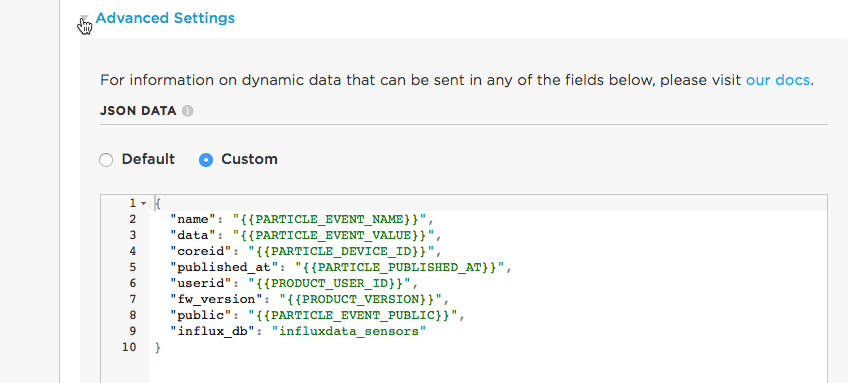 Advanced Settings
For information on dynamic data that can be sent in any of the fields below, please visit our docs.
JSON DATA
Default Custom
1 {
2 "name": "{{PARTICLE_EVENT_NAME}}",
3 "data": "{{PARTICLE_EVENT_VALUE}}",
4 "coreid": "{{PARTICLE_DEVICE_ID}}",
5 "published_at": "{{PARTICLE_PUBLISHED_AT}}",
6 "userid": "{{PRODUCT_USER_ID}}",
7 "fw_version": "{{PRODUCT_VERSION}}",
8 "public": "{{PARTICLE_EVENT_PUBLIC}}",
9 "influx_db": "influxdata_sensors"
10 }